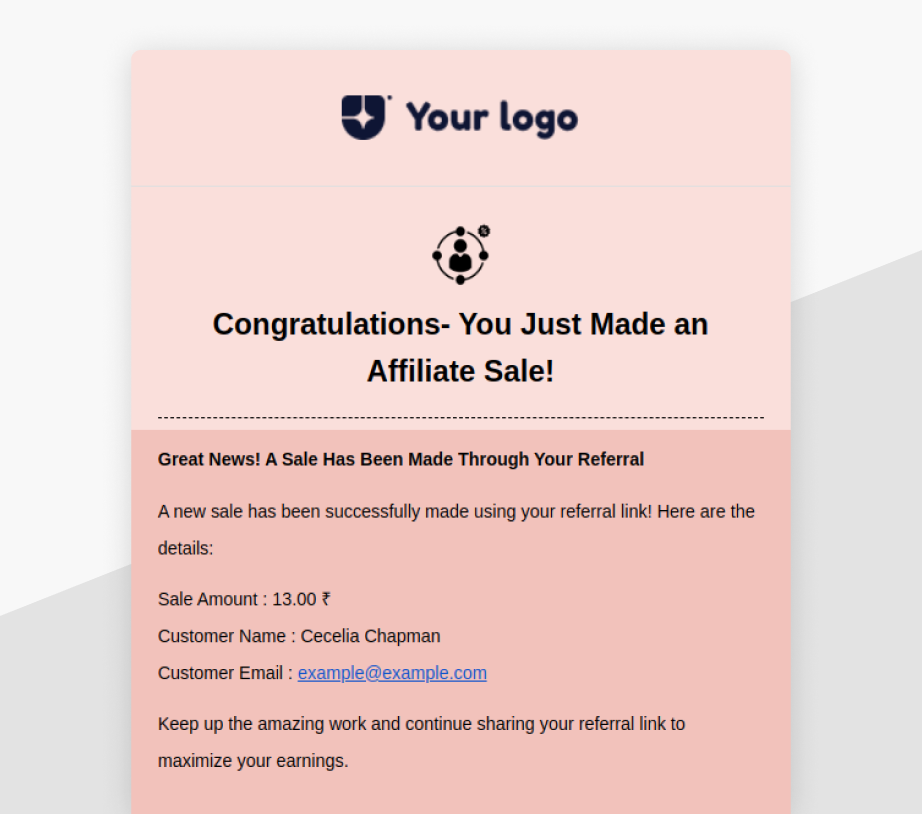 Your logo
Congratulations- You Just Made an
Affiliate Sale!
Great News! A Sale Has Been Made Through Your Referral
A new sale has been successfully made using your referral link! Here are the
details:
Sale Amount : 13.00 ₹
Customer Name : Cecelia Chapman
Customer Email : example@example.com
Keep up the amazing work and continue sharing your referral link to
maximize your earnings.